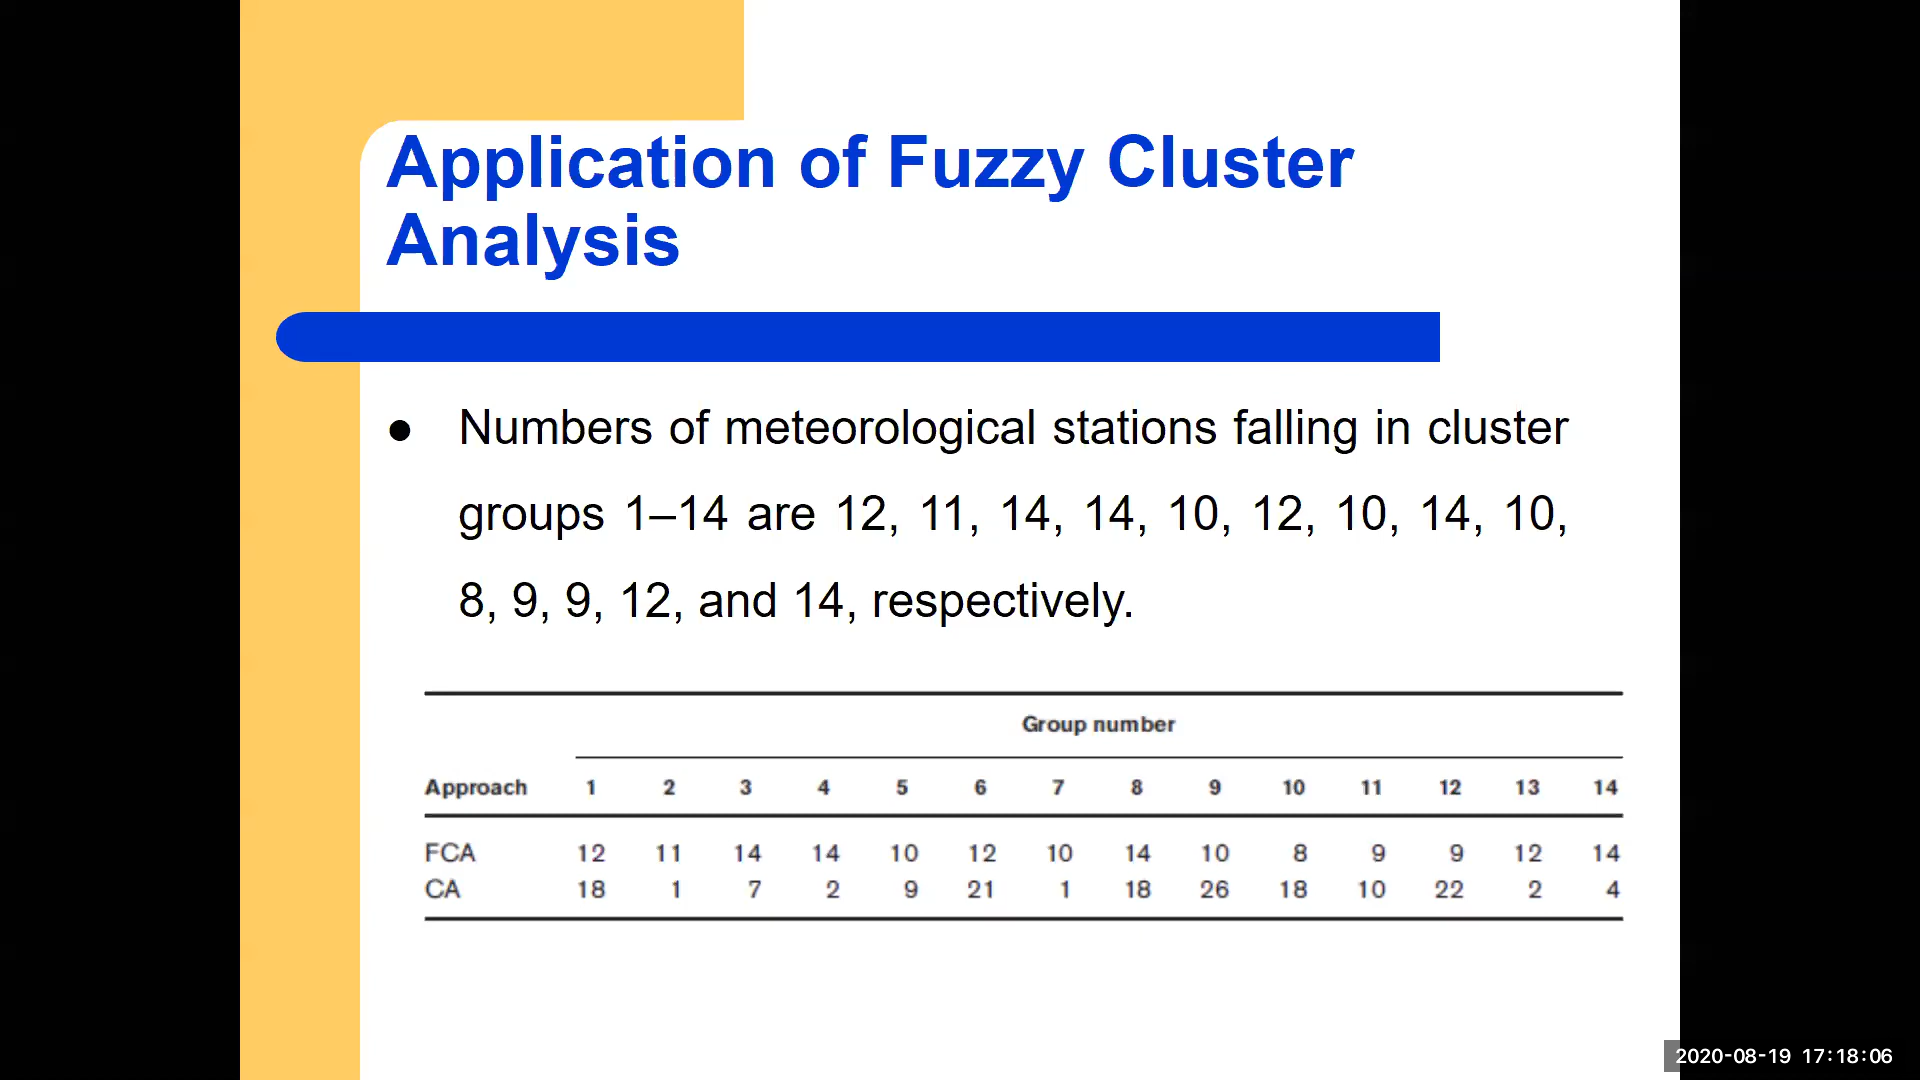 Application of Fuzzy Cluster
Analysis
● Numbers of meteorological stations falling in cluster
groups 1–14 are 12, 11, 14, 14, 10, 12, 10, 14, 10,
8, 9, 9, 12, and 14, respectively.
Group number
Approach 1 2 3 4 5 6 7 8 9 10 11 12 13 14
FCA 12 11 14 14 10 12 10 14 10 8 9 9 12 14
CA 18 1 7 2 9 21 1 18 26 18 10 22 2 4
2020-08-19 17:18:06